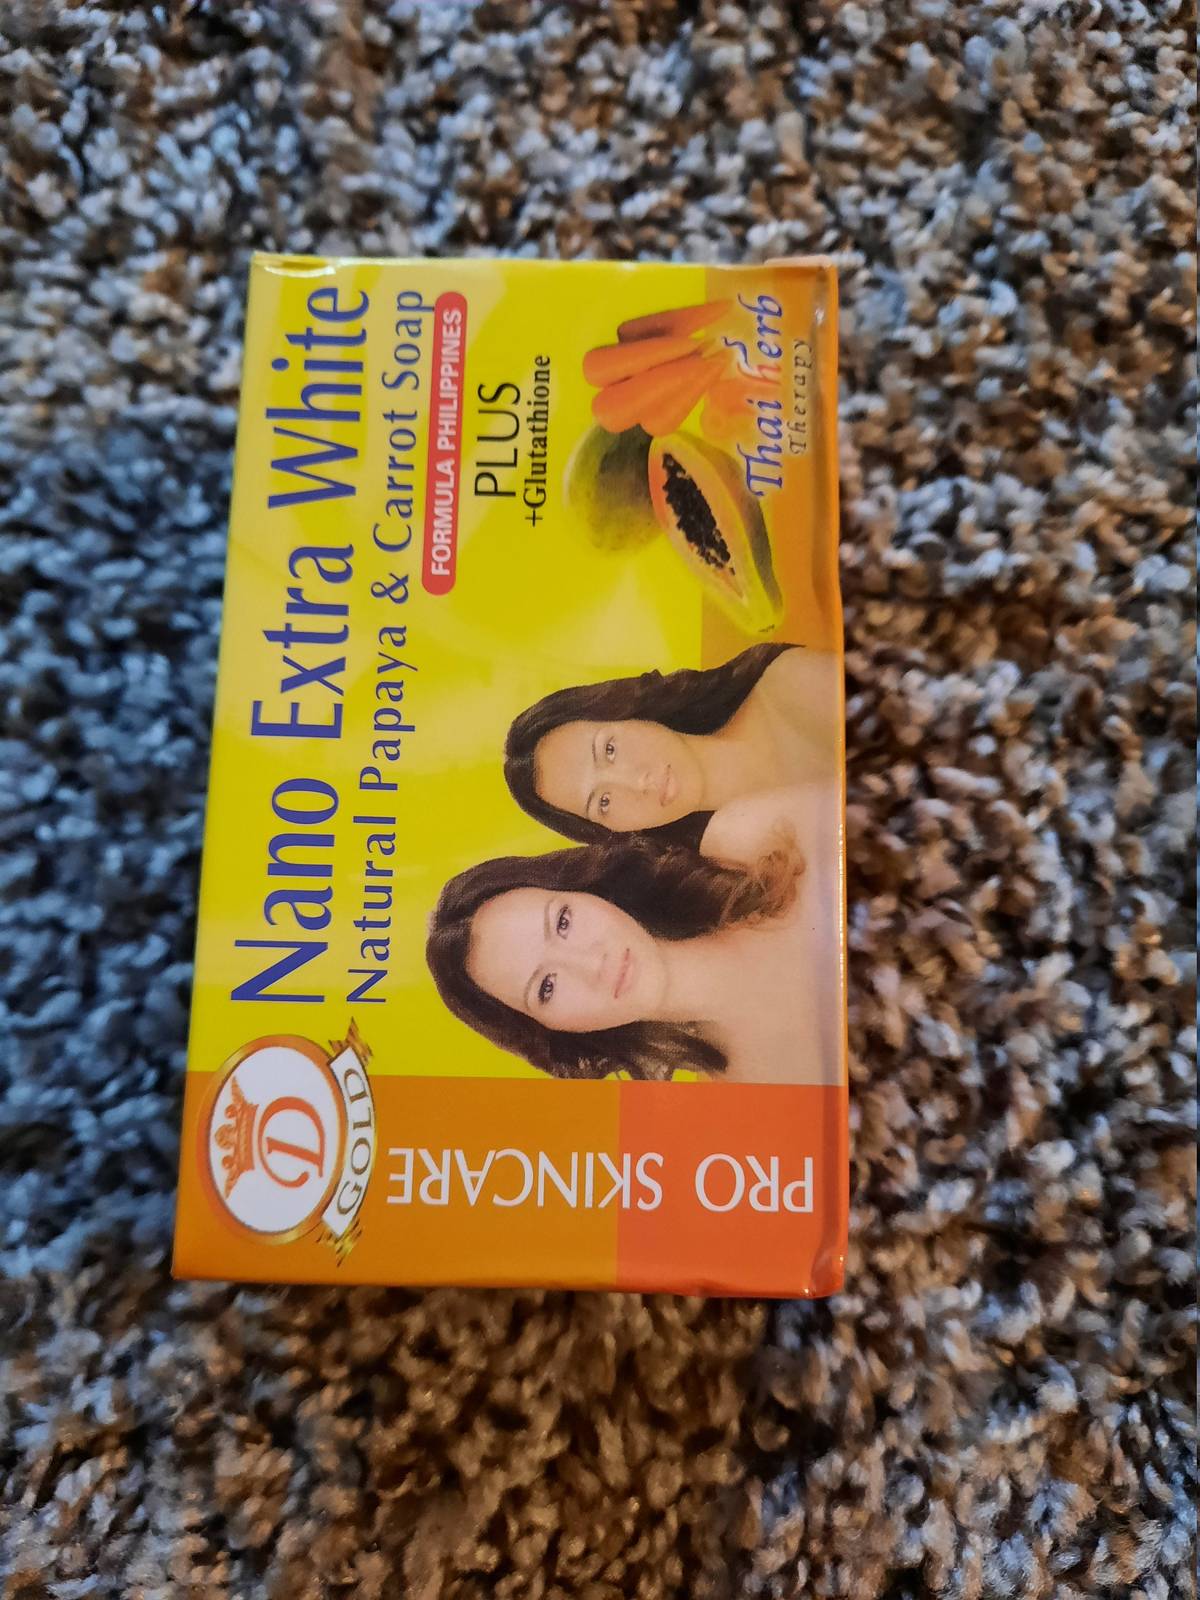 D
GOLD
Nano Extra White
Natural Papaya & Carrot Soap
FORMULA PHILIPPINES
PLUS
+Glutathione
Thai herb's
Therapy
PRO SKINCARE